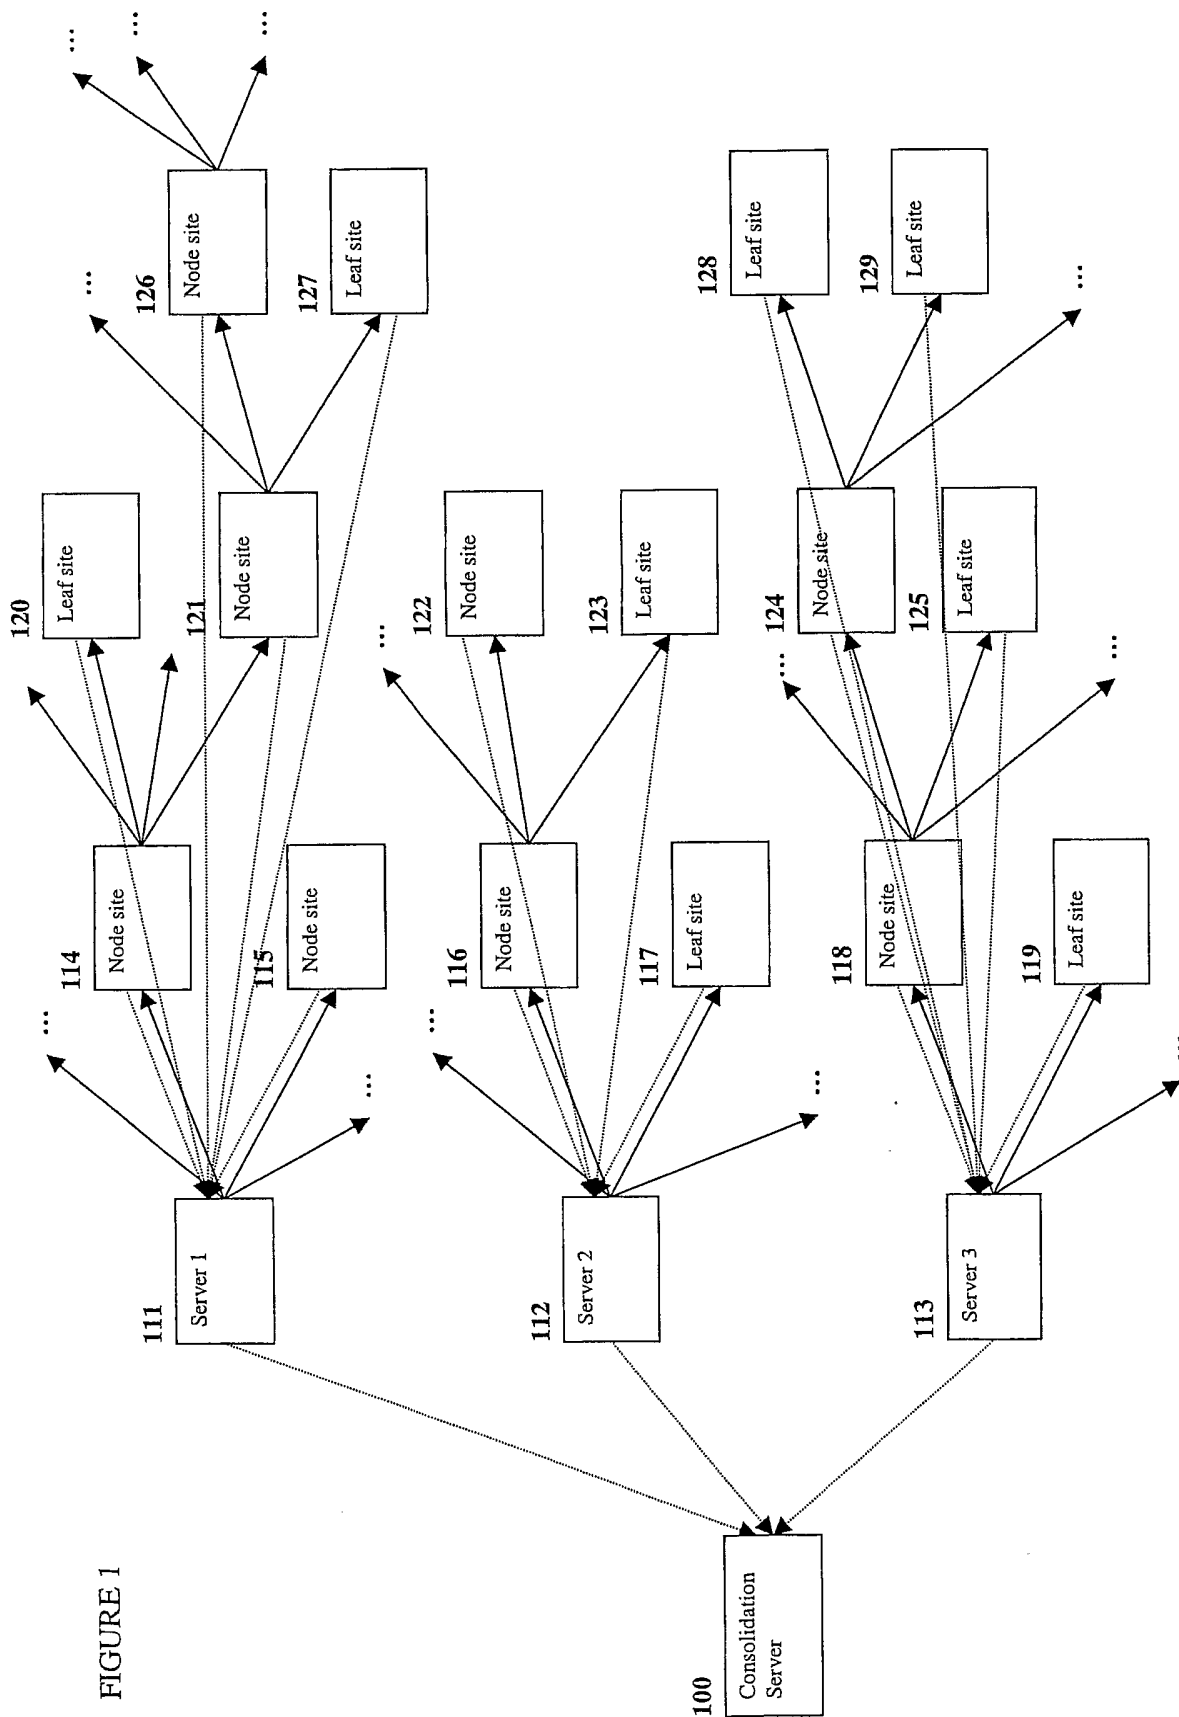 FIGURE 1
100
Consolidation
Server
111
Server 1
112
Server 2
113
Server 3
114
Node site
115
Node site
116
Node site
117
Leaf site
118
Node site
119
Leaf site
120
Leaf site
121
Node site
122
Node site
123
Leaf site
124
Node site
125
Leaf site
126
Node site
127
Leaf site
128
Leaf site
129
Leaf site
...
...
...
...
...
...
...
...
...
...
...
...
...
...